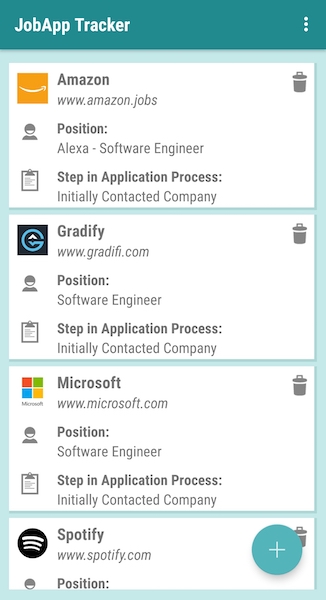 JobApp Tracker
Amazon
www.amazon.jobs
Position:
Alexa - Software Engineer
Step in Application Process:
Initially Contacted Company
Gradify
www.gradifi.com
Position:
Software Engineer
Step in Application Process:
Initially Contacted Company
Microsoft
Microsoft
www.microsoft.com
Position:
Software Engineer
Step in Application Process:
Initially Contacted Company
Spotify
www.spotify.com
Position: